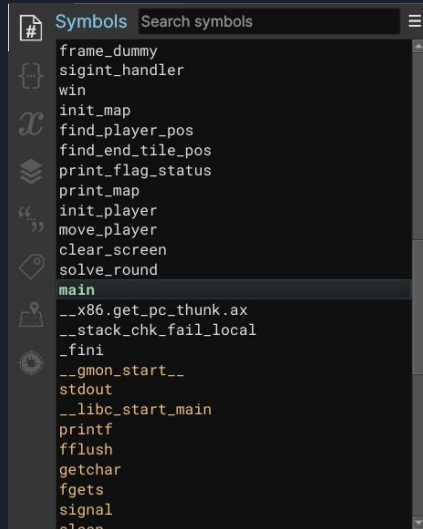 Symbols Search symbols
frame_dummy
sigint_handler
win
init_map
find_player_pos
find_end_tile_pos
print_flag_status
print_map
init_player
move_player
clear_screen
solve_round
main
__x86.get_pc_thunk.ax
__stack_chk_fail_local
_fini
__gmon_start__
stdout
__libc_start_main
printf
fflush
getchar
fgets
signal
sleep